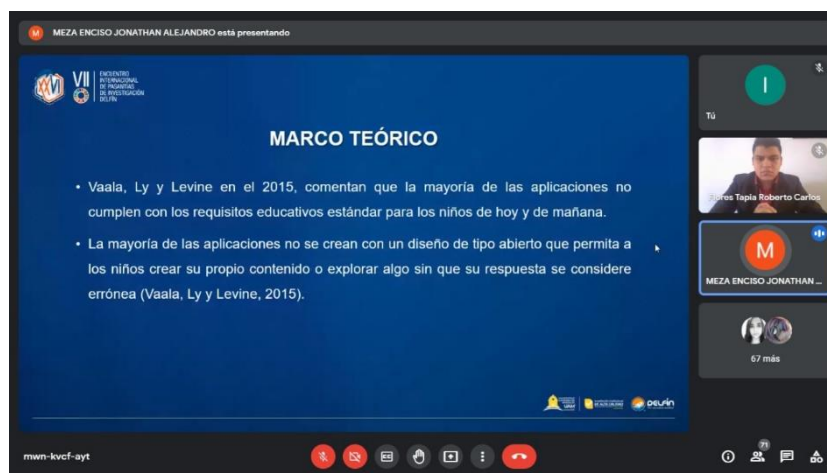 M MEZA ENCISO JONATHAN ALEJANDRO está presentando
XXVI VII ENCUENTRO
INTERNACIONAL
DE PASANTÍAS
DE INVESTIGACIÓN
DELFÍN
MARCO TEÓRICO
• Vaala, Ly y Levine en el 2015, comentan que la mayoría de las aplicaciones no
cumplen con los requisitos educativos estándar para los niños de hoy y de mañana.
• La mayoría de las aplicaciones no se crean con un diseño de tipo abierto que permita a
los niños crear su propio contenido o explorar algo sin que su respuesta se considere
errónea (Vaala, Ly y Levine, 2015).
DELFIN
I
Tú
Flores Tapia Roberto Carlos
M
MEZA ENCISO JONATHAN ...
67 más
mwn-kvcf-ayt
71